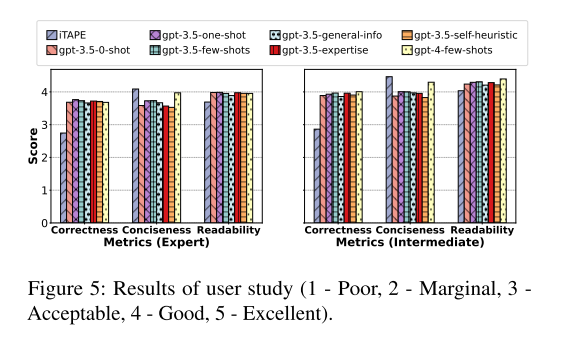 iTAPE gpt-3.5-one-shot gpt-3.5-general-info gpt-3.5-self-heuristic
gpt-3.5-0-shot gpt-3.5-few-shots gpt-3.5-expertise gpt-4-few-shots
Score
4
3
2
1
0
Correctness Conciseness Readability
Metrics (Expert)
Correctness Conciseness Readability
Metrics (Intermediate)
Figure 5: Results of user study (1 - Poor, 2 - Marginal, 3 -
Acceptable, 4 - Good, 5 - Excellent).